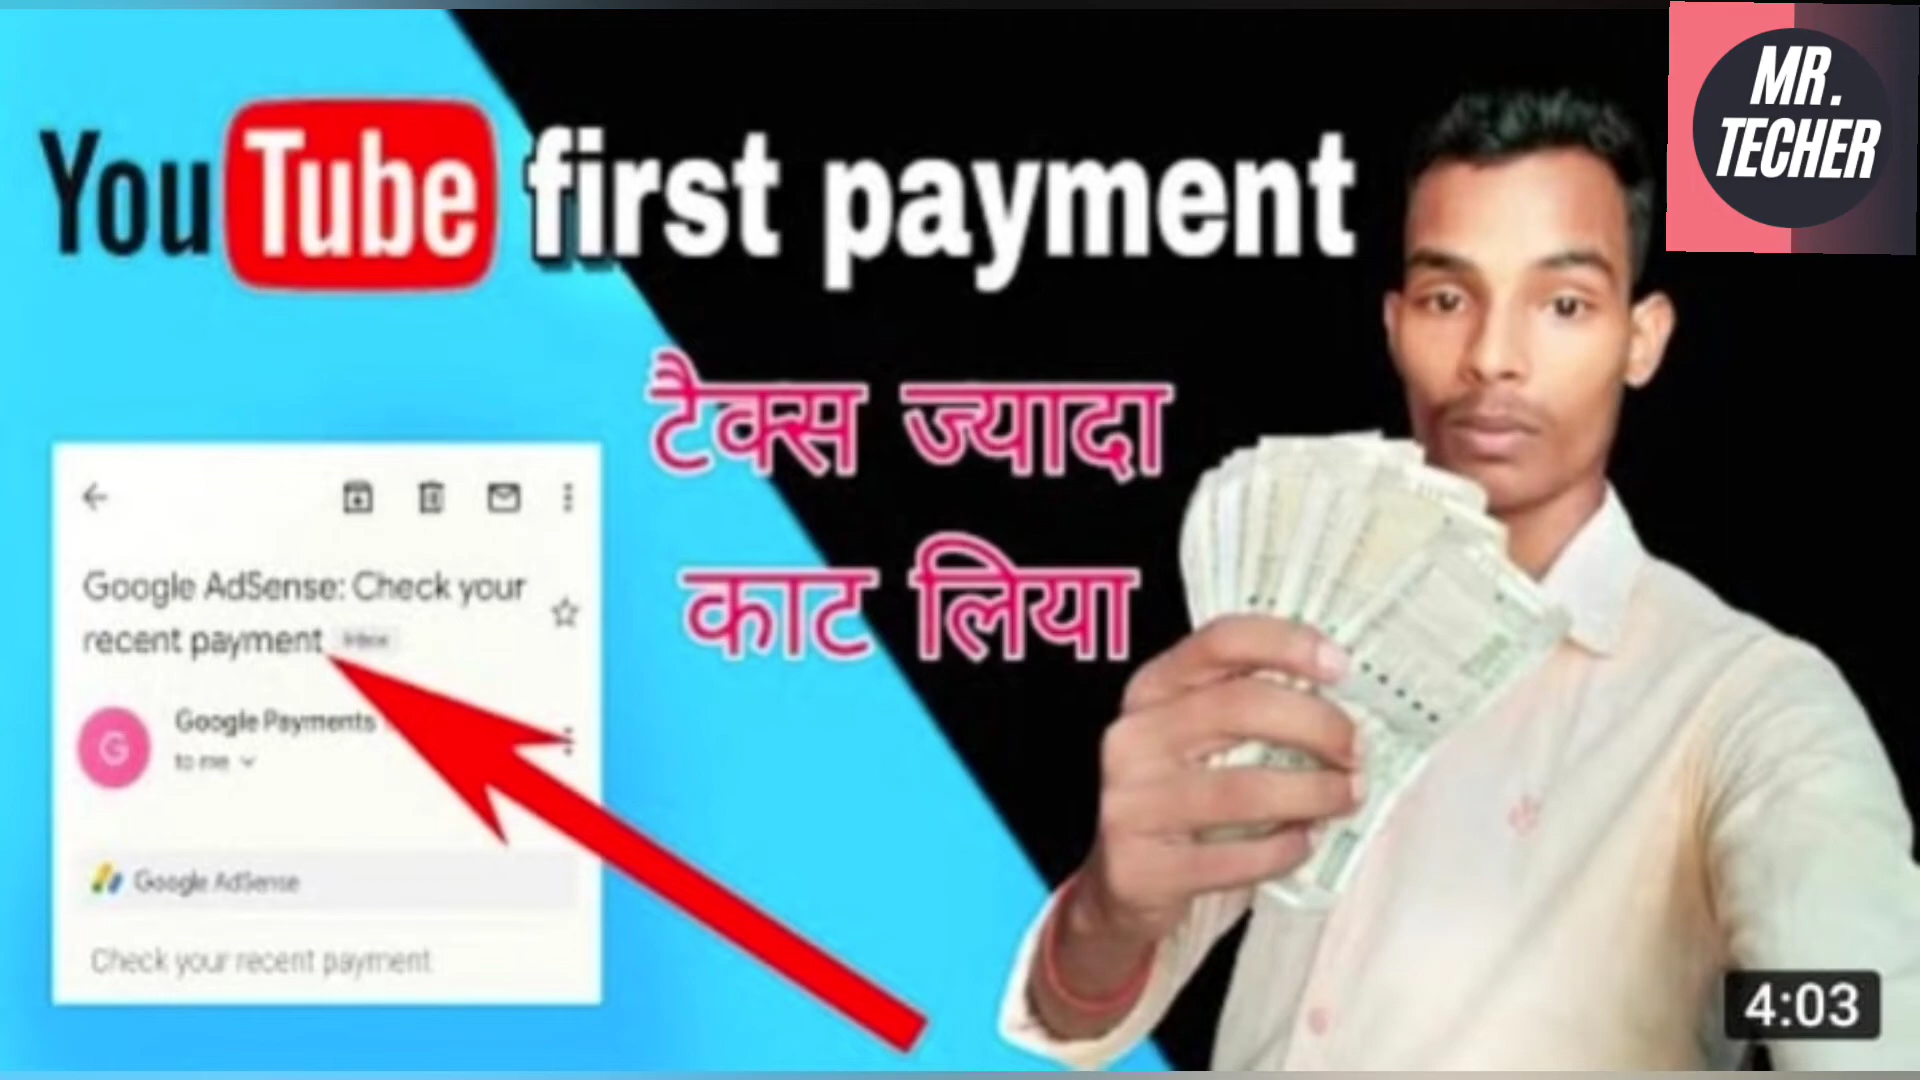 YouTube first payment
MR.
TECHER
टैक्स ज्यादा
काट लिया
Google AdSense: Check your
recent payment Inbox
G
Google Payments
to me
Google AdSense
Check your recent payment
4:03